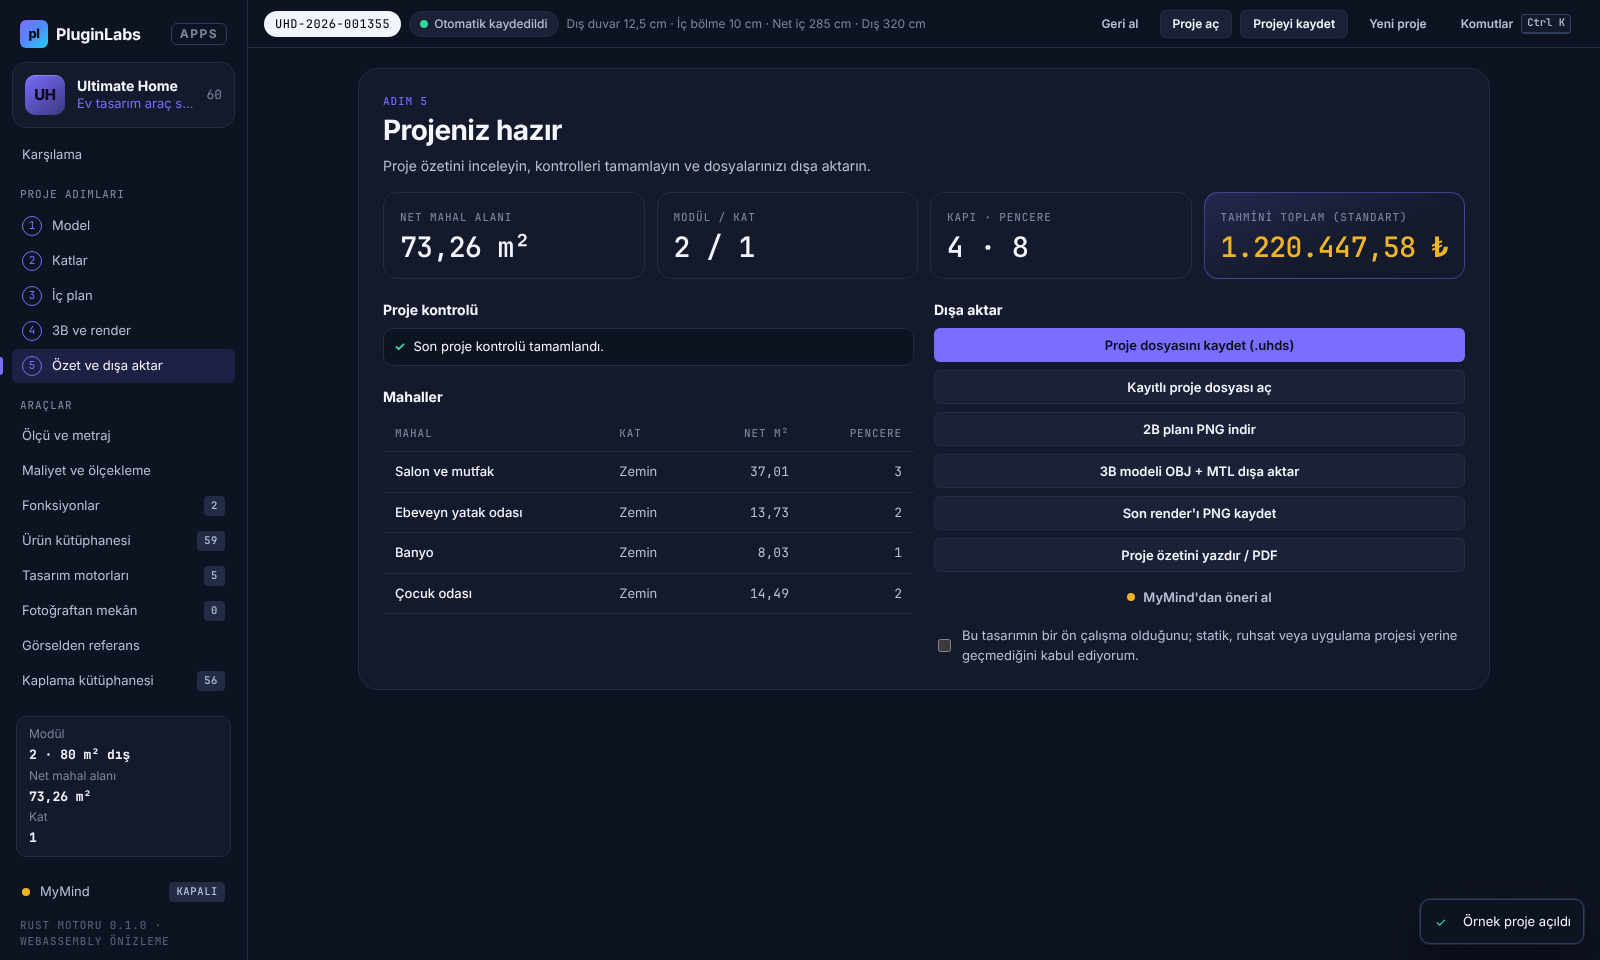 pl PluginLabs APPS
UH Ultimate Home 60
Ev tasarım araç s...
Karşılama
PROJE ADIMLARI
1 Model
2 Katlar
3 İç plan
4 3B ve render
5 Özet ve dışa aktar
ARAÇLAR
Ölçü ve metraj
Maliyet ve ölçekleme
Fonksiyonlar 2
Ürün kütüphanesi 59
Tasarım motorları 5
Fotoğraftan mekân 0
Görselden referans
Kaplama kütüphanesi 56
Modül
2 · 80 m² dış
Net mahal alanı
73,26 m²
Kat
1
MyMind KAPALI
RUST MOTORU 0.1.0 ·
WEBASSEMBLY ÖNİZLEME
UHD-2026-001355 Otomatik kaydedildi Dış duvar 12,5 cm · İç bölme 10 cm · Net iç 285 cm · Dış 320 cm Geri al Proje aç Projeyi kaydet Yeni proje Komutlar Ctrl K
ADIM 5
Projeniz hazır
Proje özetini inceleyin, kontrolleri tamamlayın ve dosyalarınızı dışa aktarın.
NET MAHAL ALANI
73,26 m²
MODÜL / KAT
2 / 1
KAPI · PENCERE
4 · 8
TAHMİNİ TOPLAM (STANDART)
1.220.447,58 ₺
Proje kontrolü
✓ Son proje kontrolü tamamlandı.
Mahaller
MAHAL KAT NET M² PENCERE
Salon ve mutfak Zemin 37,01 3
Ebeveyn yatak odası Zemin 13,73 2
Banyo Zemin 8,03 1
Çocuk odası Zemin 14,49 2
Dışa aktar
Proje dosyasını kaydet (.uhds)
Kayıtlı proje dosyası aç
2B planı PNG indir
3B modeli OBJ + MTL dışa aktar
Son render'ı PNG kaydet
Proje özetini yazdır / PDF
MyMind'dan öneri al
Bu tasarımın bir ön çalışma olduğunu; statik, ruhsat veya uygulama projesi yerine
geçmediğini kabul ediyorum.
✓ Örnek proje açıldı